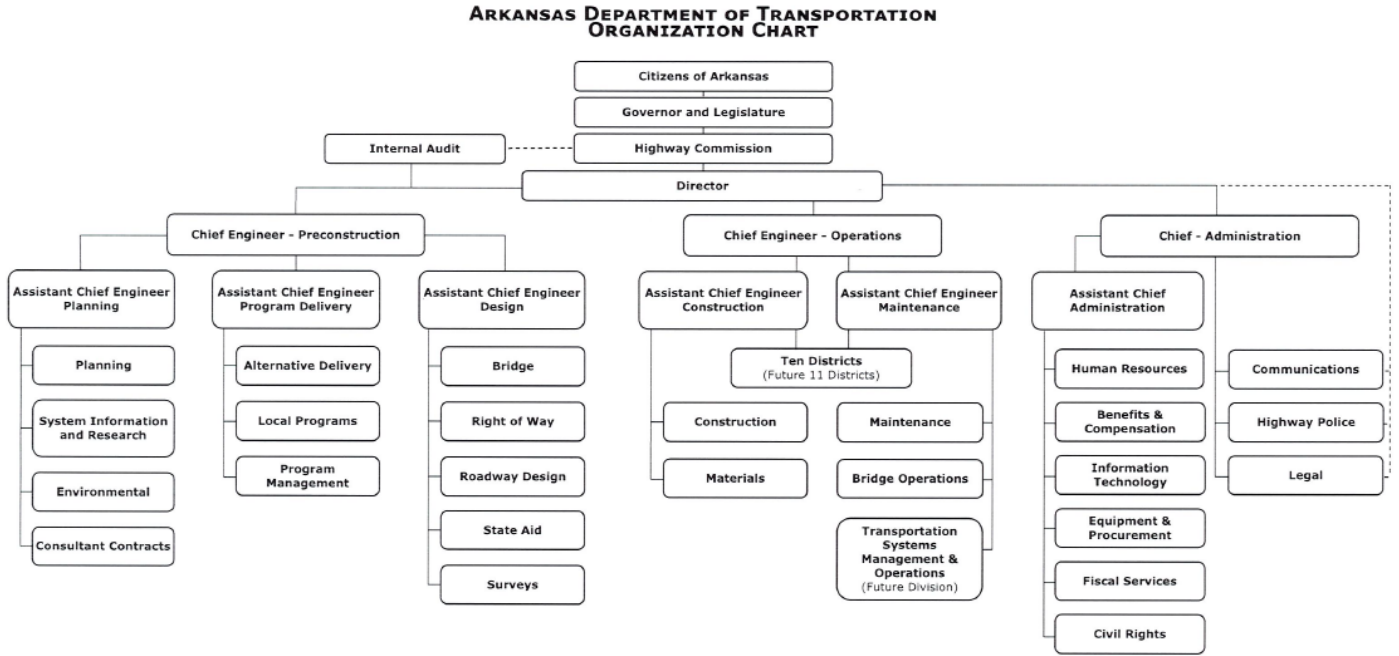 ARKANSAS DEPARTMENT OF TRANSPORTATION
ORGANIZATION CHART
Citizens of Arkansas
Governor and Legislature
Internal Audit
Highway Commission
Director
Chief Engineer - Preconstruction
Chief Engineer - Operations
Chief - Administration
Assistant Chief Engineer
Planning
Assistant Chief Engineer
Program Delivery
Assistant Chief Engineer
Design
Assistant Chief Engineer
Construction
Assistant Chief Engineer
Maintenance
Assistant Chief
Administration
Planning
System Information
and Research
Environmental
Consultant Contracts
Alternative Delivery
Local Programs
Program
Management
Bridge
Right of Way
Roadway Design
State Aid
Surveys
Ten Districts
(Future 11 Districts)
Construction
Materials
Maintenance
Bridge Operations
Transportation
Systems
Management &
Operations
(Future Division)
Human Resources
Benefits &
Compensation
Information
Technology
Equipment &
Procurement
Fiscal Services
Civil Rights
Communications
Highway Police
Legal